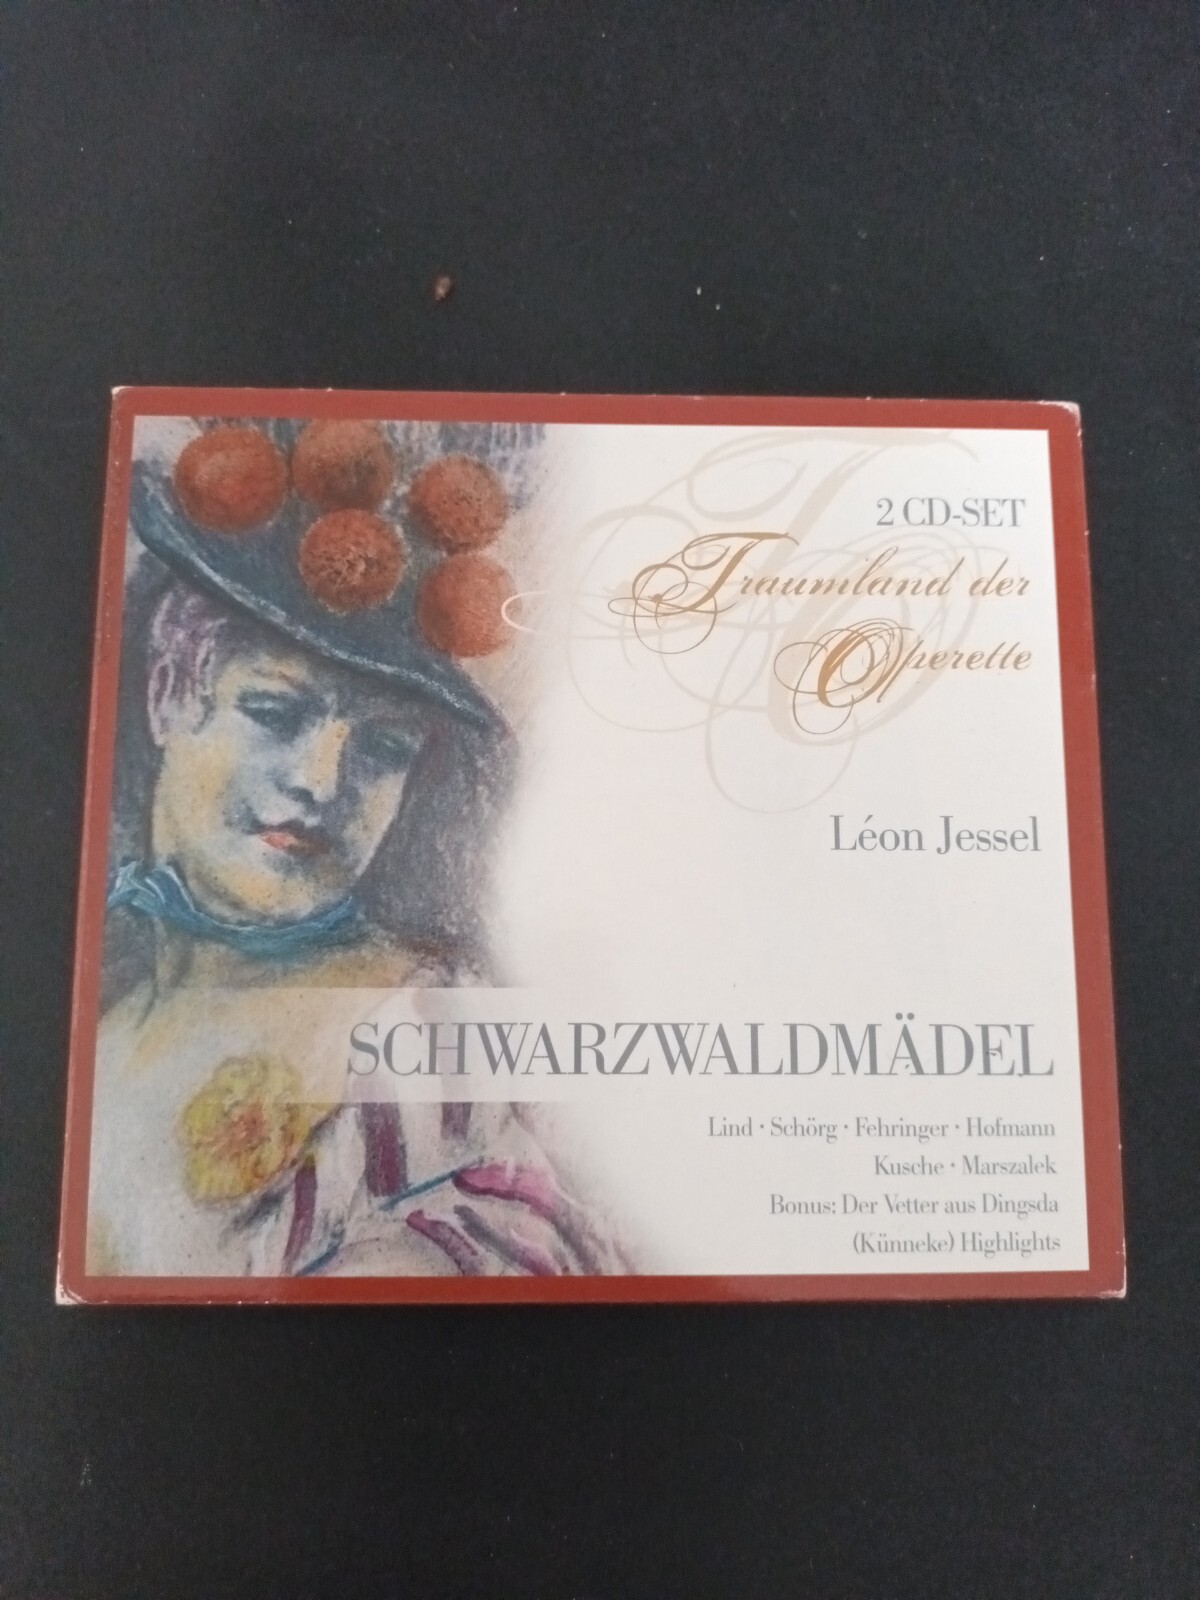 2 CD-SET
Traumland der
Operette
Léon Jessel
SCHWARZWALDMÄDEL
Lind · Schörg · Fehringer · Hofmann
Kusche · Marszalek
Bonus: Der Vetter aus Dingsda
(Künneke) Highlights